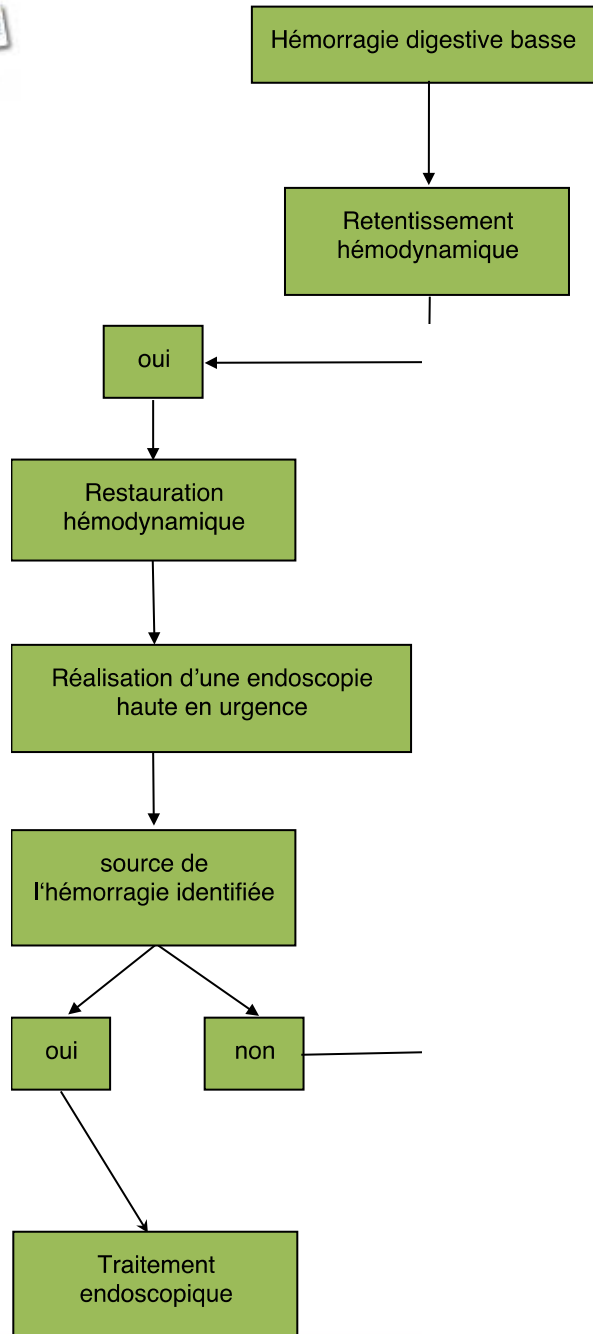 Hémorragie digestive basse
Retentissement
hémodynamique
oui
Restauration
hémodynamique
Réalisation d’une endoscopie
haute en urgence
source de
l‘hémorragie identifiée
oui
non
Traitement
endoscopique